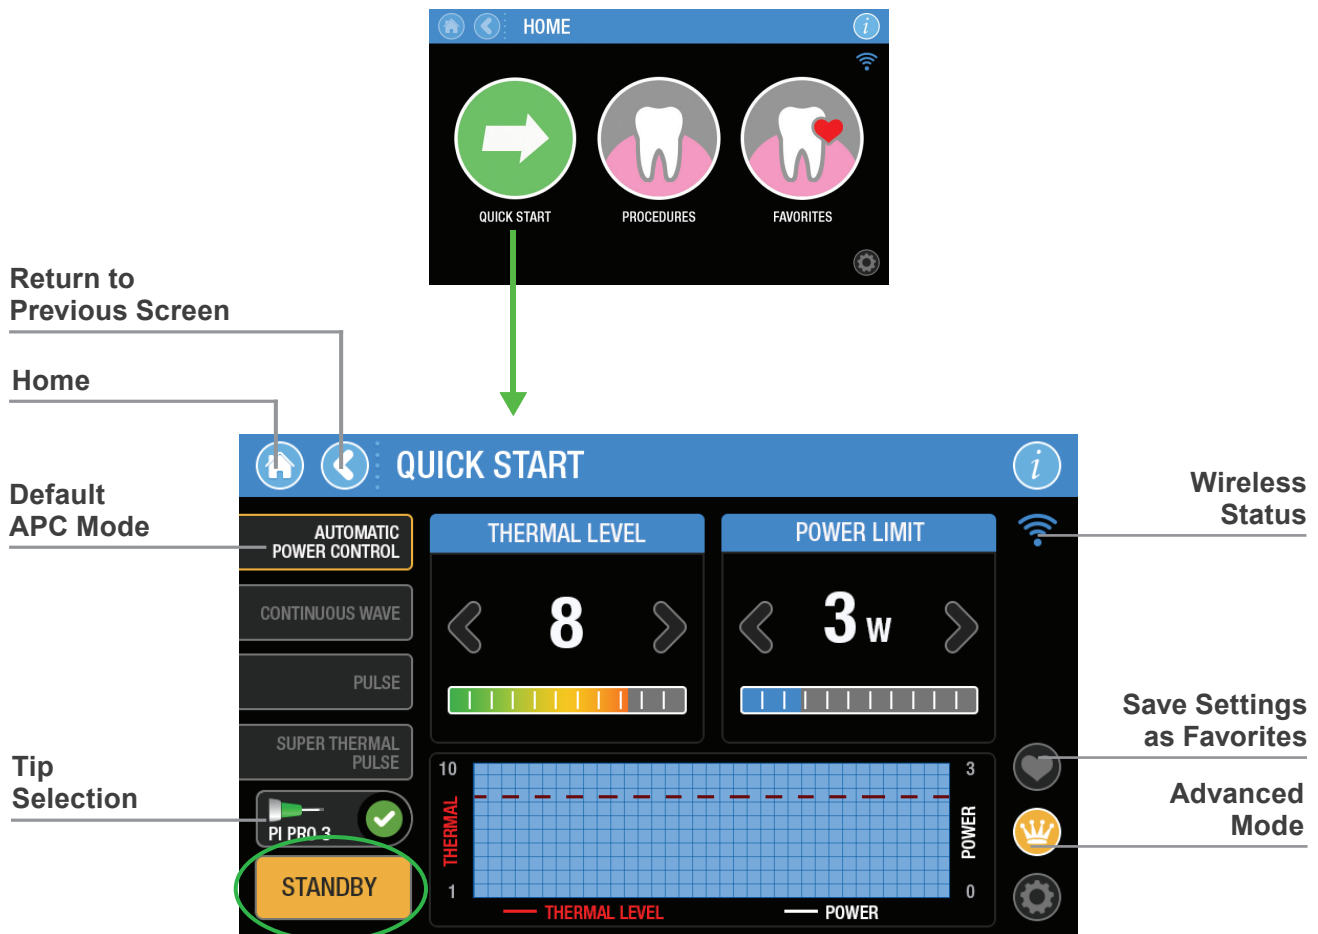 HOME
i
QUICK START
PROCEDURES
FAVORITES
Return to
Previous Screen
Home
Default
APC Mode
Tip
Selection
QUICK START
i
AUTOMATIC
POWER CONTROL
CONTINUOUS WAVE
PULSE
SUPER THERMAL
PULSE
PI PRO 3
STANDBY
THERMAL LEVEL
8
POWER LIMIT
3 W
10
THERMAL
1
3
POWER
0
THERMAL LEVEL
POWER
Wireless
Status
Save Settings
as Favorites
Advanced
Mode